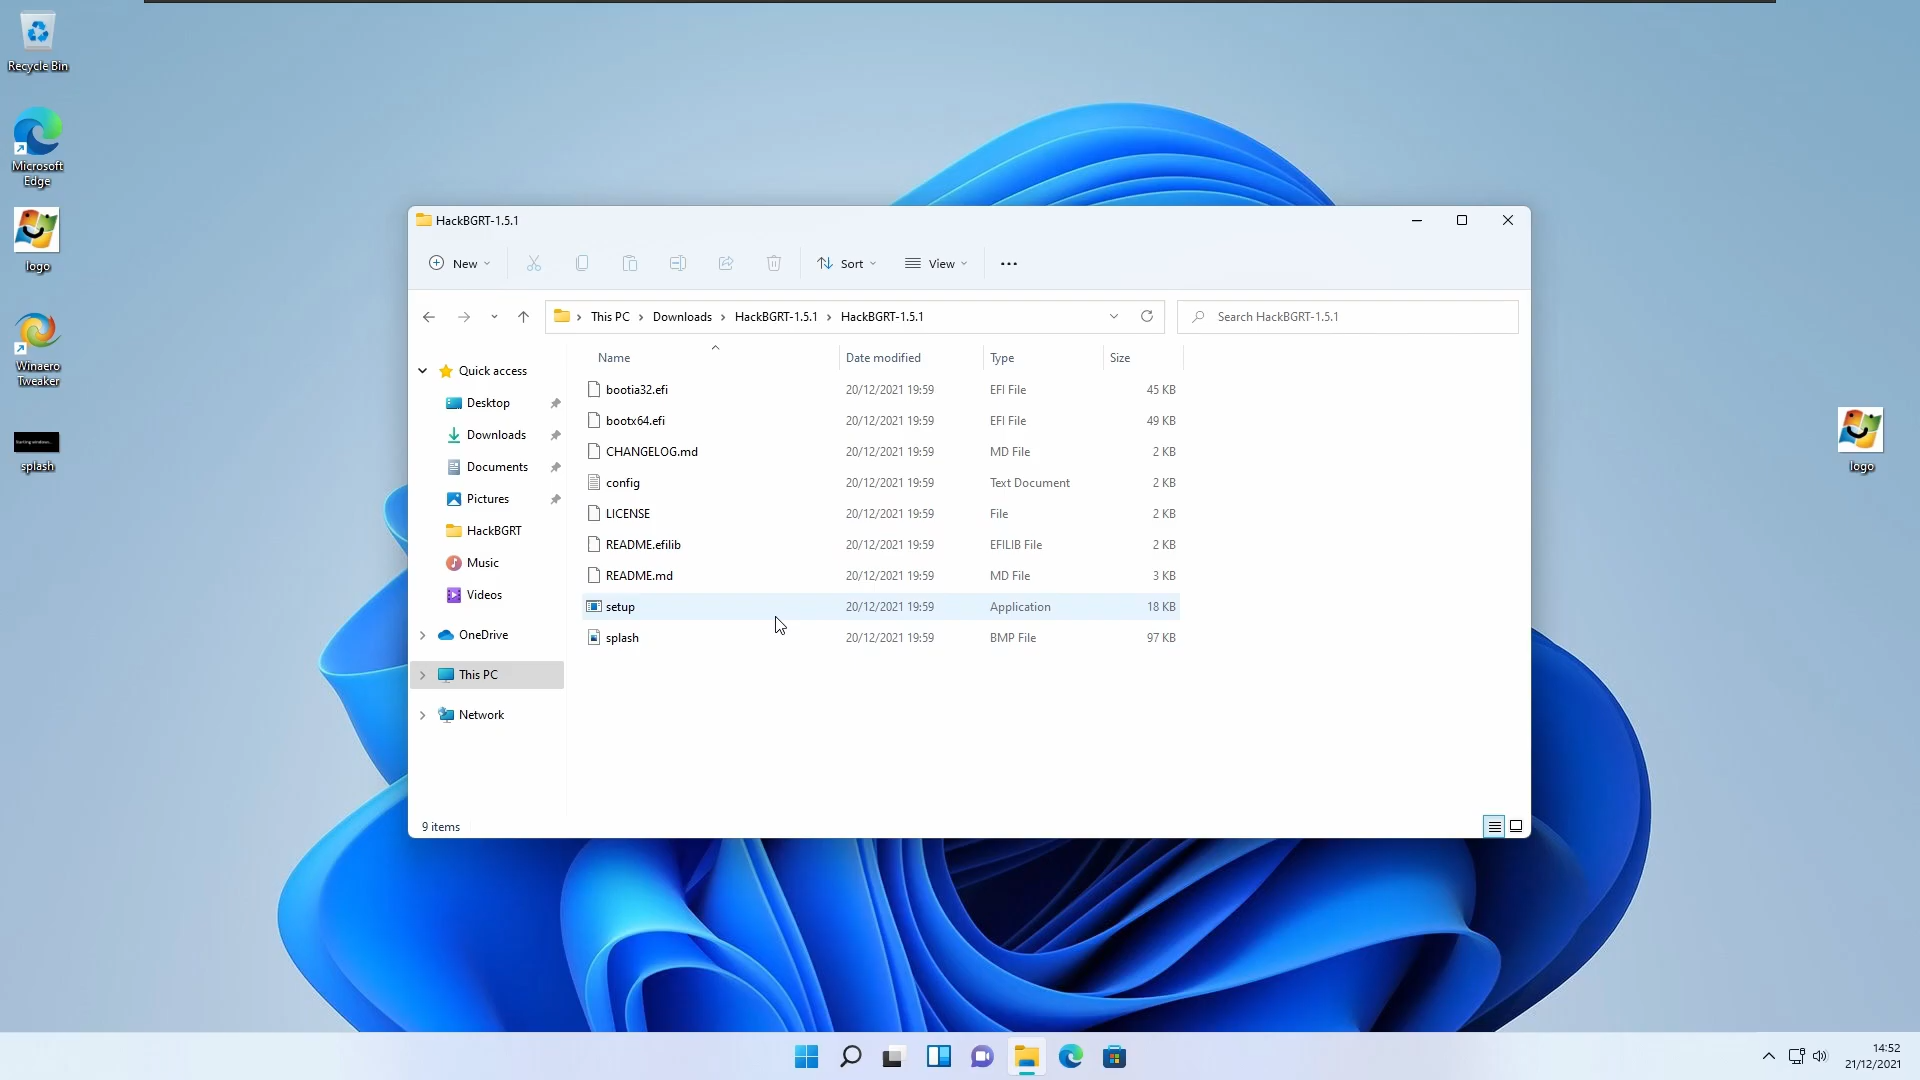 Recycle Bin
Microsoft
Edge
logo
Winaero
Tweaker
Starting windows...
splash
HackBGRT-1.5.1
New
Sort
View
This PC
Downloads
HackBGRT-1.5.1
HackBGRT-1.5.1
Search HackBGRT-1.5.1
Quick access
Desktop
Downloads
Documents
Pictures
HackBGRT
Music
Videos
OneDrive
This PC
Network
Name Date modified Type Size
bootia32.efi 20/12/2021 19:59 EFI File 45 KB
bootx64.efi 20/12/2021 19:59 EFI File 49 KB
CHANGELOG.md 20/12/2021 19:59 MD File 2 KB
config 20/12/2021 19:59 Text Document 2 KB
LICENSE 20/12/2021 19:59 File 2 KB
README.efilib 20/12/2021 19:59 EFILIB File 2 KB
README.md 20/12/2021 19:59 MD File 3 KB
setup 20/12/2021 19:59 Application 18 KB
splash 20/12/2021 19:59 BMP File 97 KB
9 items
logo
14:52
21/12/2021